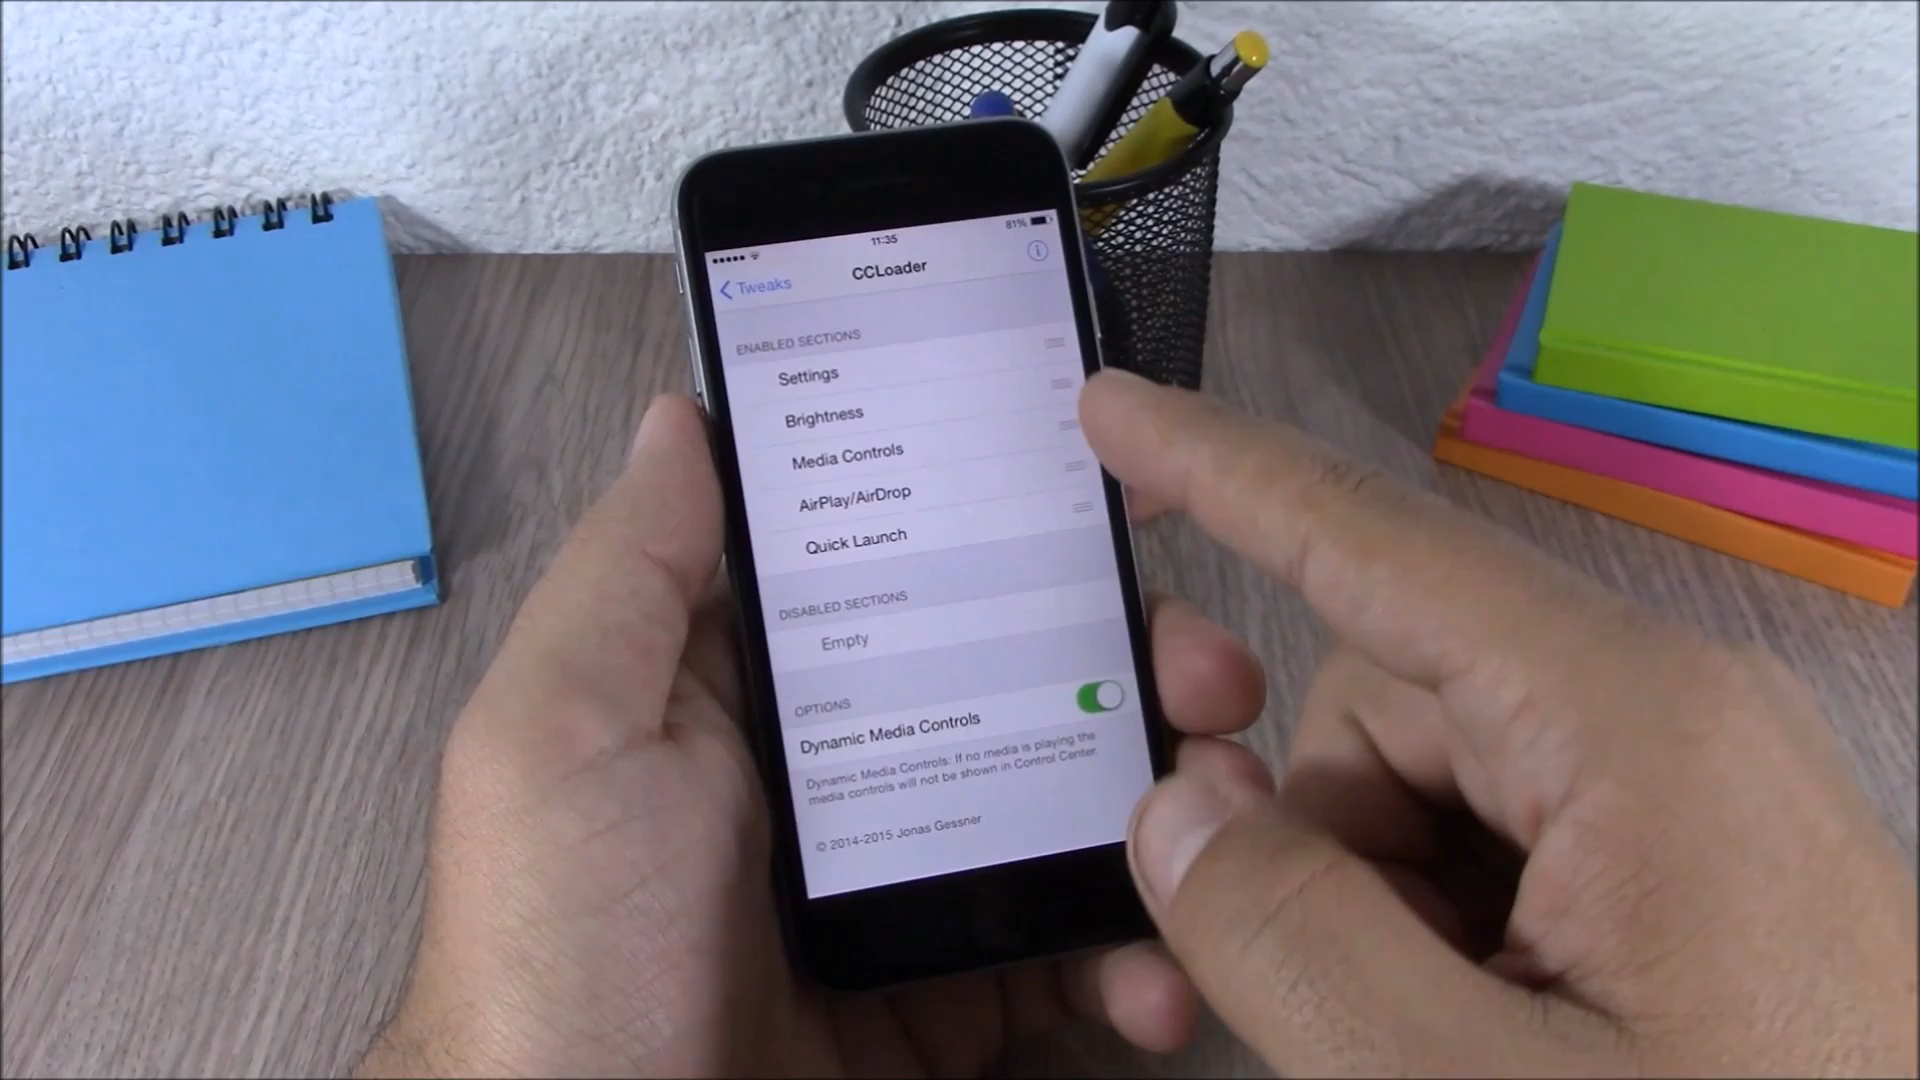 11:35
81%
Tweaks
CCLoader
ENABLED SECTIONS
Settings
Brightness
Media Controls
AirPlay/AirDrop
Quick Launch
DISABLED SECTIONS
Empty
OPTIONS
Dynamic Media Controls
Dynamic Media Controls: If no media is playing the
media controls will not be shown in Control Center.
© 2014-2015 Jonas Gessner